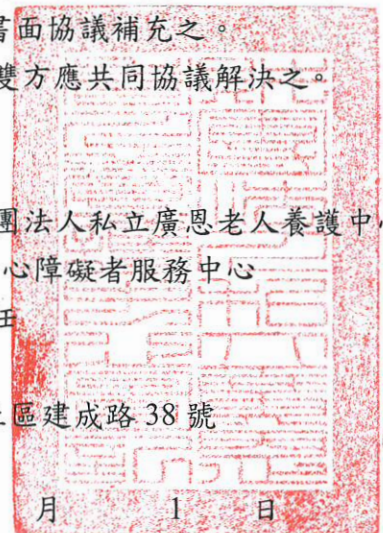 書面協議補充之。
雙方應共同協議解決之。
團法人私立廣恩老人養護中心
心障礙者服務中心
任
區建成路 38 號
月 1 日